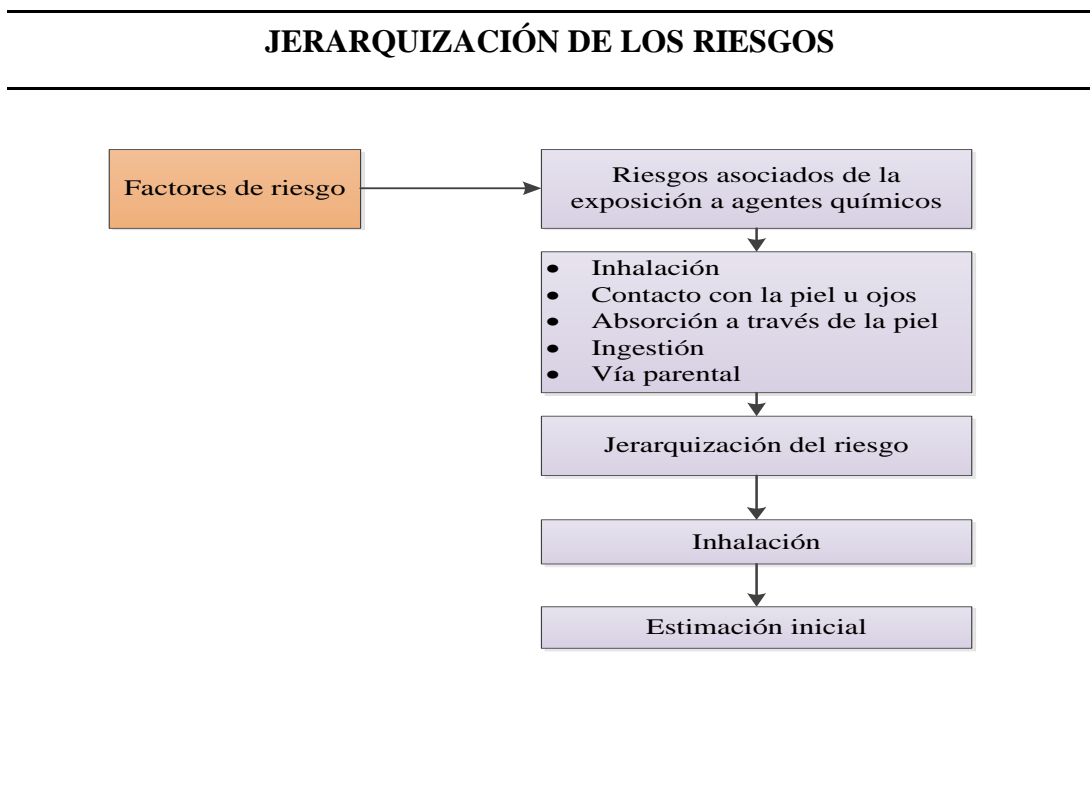 JERARQUIZACIÓN DE LOS RIESGOS
Factores de riesgo
Riesgos asociados de la
exposición a agentes químicos
• Inhalación
• Contacto con la piel u ojos
• Absorción a través de la piel
• Ingestión
• Vía parental
Jerarquización del riesgo
Inhalación
Estimación inicial